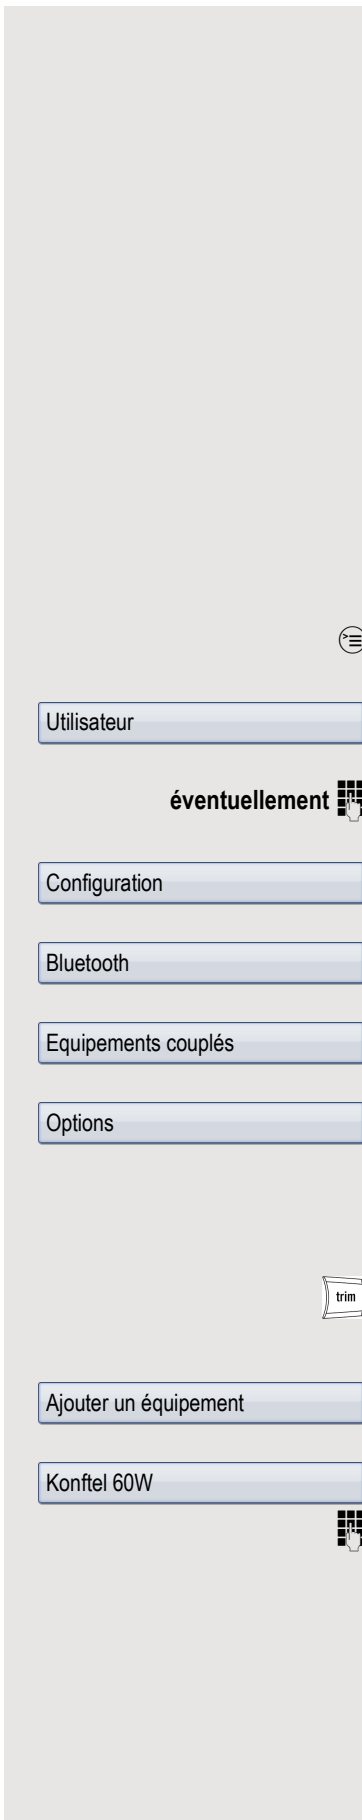 Utilisateur
éventuellement
Configuration
Bluetooth
Equipements couplés
Options
trim
Ajouter un équipement
Konftel 60W